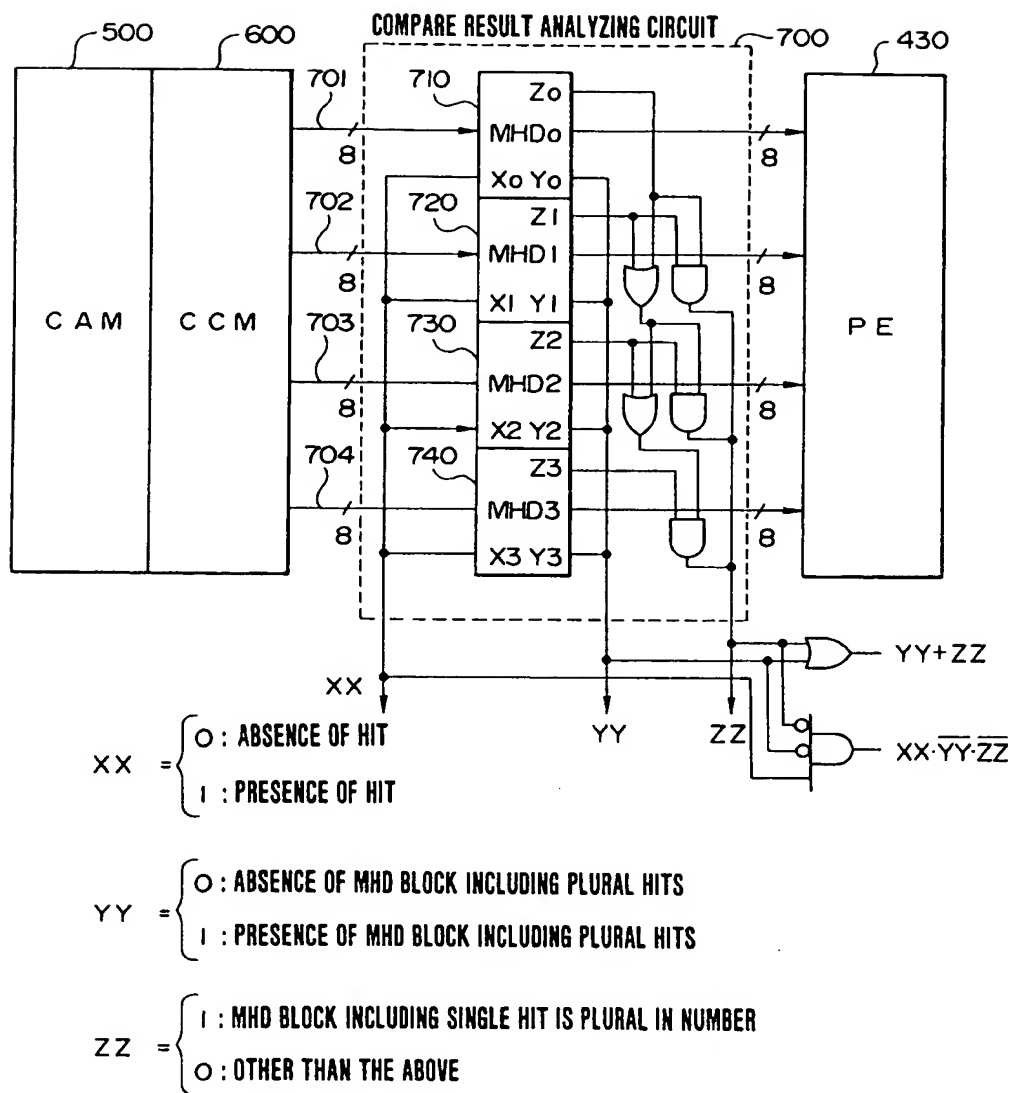 COMPARE RESULT ANALYZING CIRCUIT
500 600 700 430
701 710 Zo
8 MHDo 8
Xo Yo
702 720 Z1
8 MHD1 8
X1 Y1
CAM CCM 703 730 Z2 PE
8 MHD2 8
X2 Y2
704 740 Z3
8 MHD3 8
X3 Y3
YY+ZZ
XX YY ZZ
XX·\overline{YY}·\overline{ZZ}
XX = { 0 : ABSENCE OF HIT
1 : PRESENCE OF HIT
YY = { 0 : ABSENCE OF MHD BLOCK INCLUDING PLURAL HITS
1 : PRESENCE OF MHD BLOCK INCLUDING PLURAL HITS
ZZ = { 1 : MHD BLOCK INCLUDING SINGLE HIT IS PLURAL IN NUMBER
0 : OTHER THAN THE ABOVE